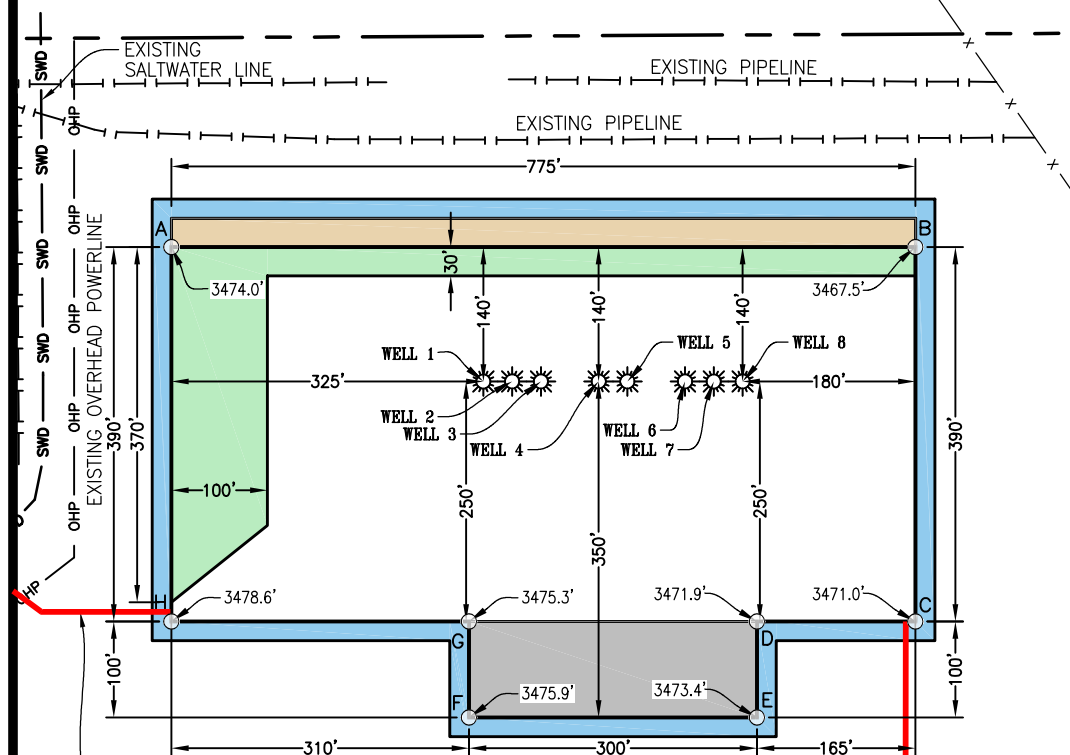 EXISTING
SALTWATER LINE
EXISTING PIPELINE
EXISTING PIPELINE
SWD
SWD
SWD
SWD
SWD
OHP
OHP
OHP
OHP
OHP
OHP
EXISTING OVERHEAD POWERLINE
775'
A
B
30'
3474.0'
3467.5'
140'
140'
140'
WELL 1
WELL 5
WELL 8
325'
180'
WELL 2
WELL 3
WELL 4
WELL 6
WELL 7
390'
370'
390'
100'
250'
350'
250'
H
3478.6'
3475.3'
3471.9'
3471.0'
C
G
D
100'
100'
F
3475.9'
3473.4'
E
310'
300'
165'